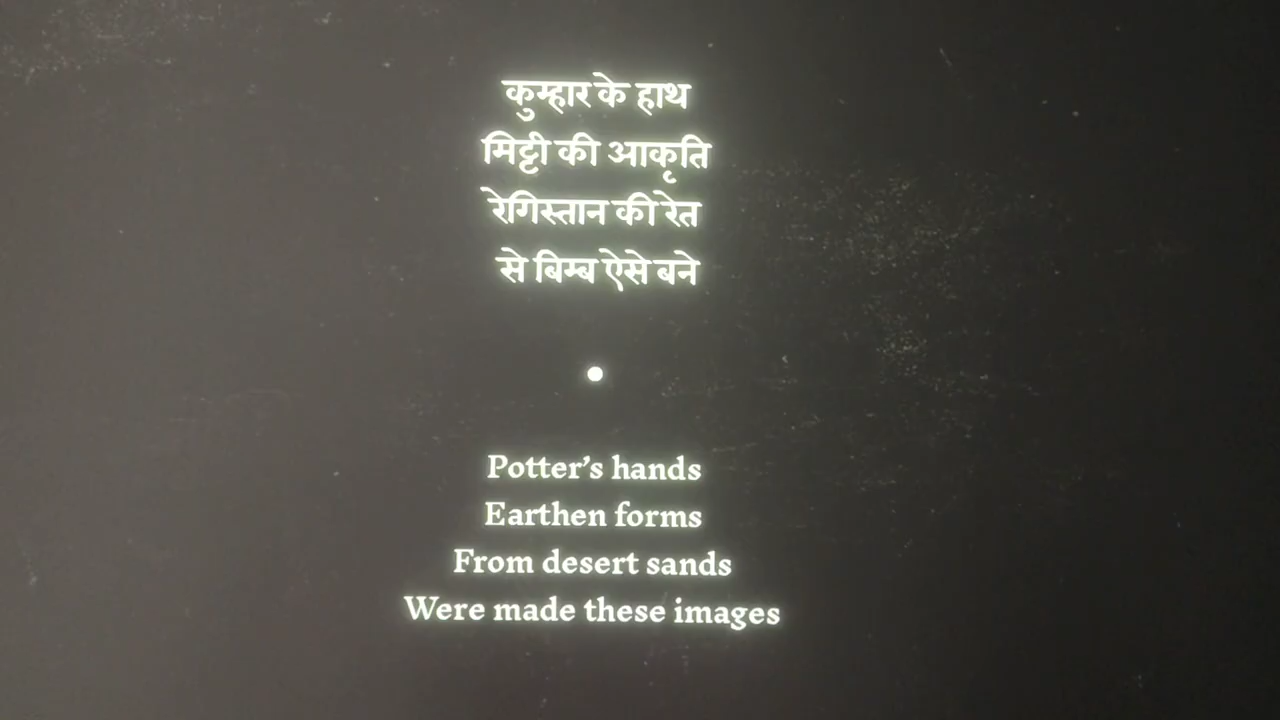 कुम्हार के हाथ
मिट्टी की आकृति
रेगिस्तान की रेत
से बिम्ब ऐसे बने
Potter’s hands
Earthen forms
From desert sands
Were made these images